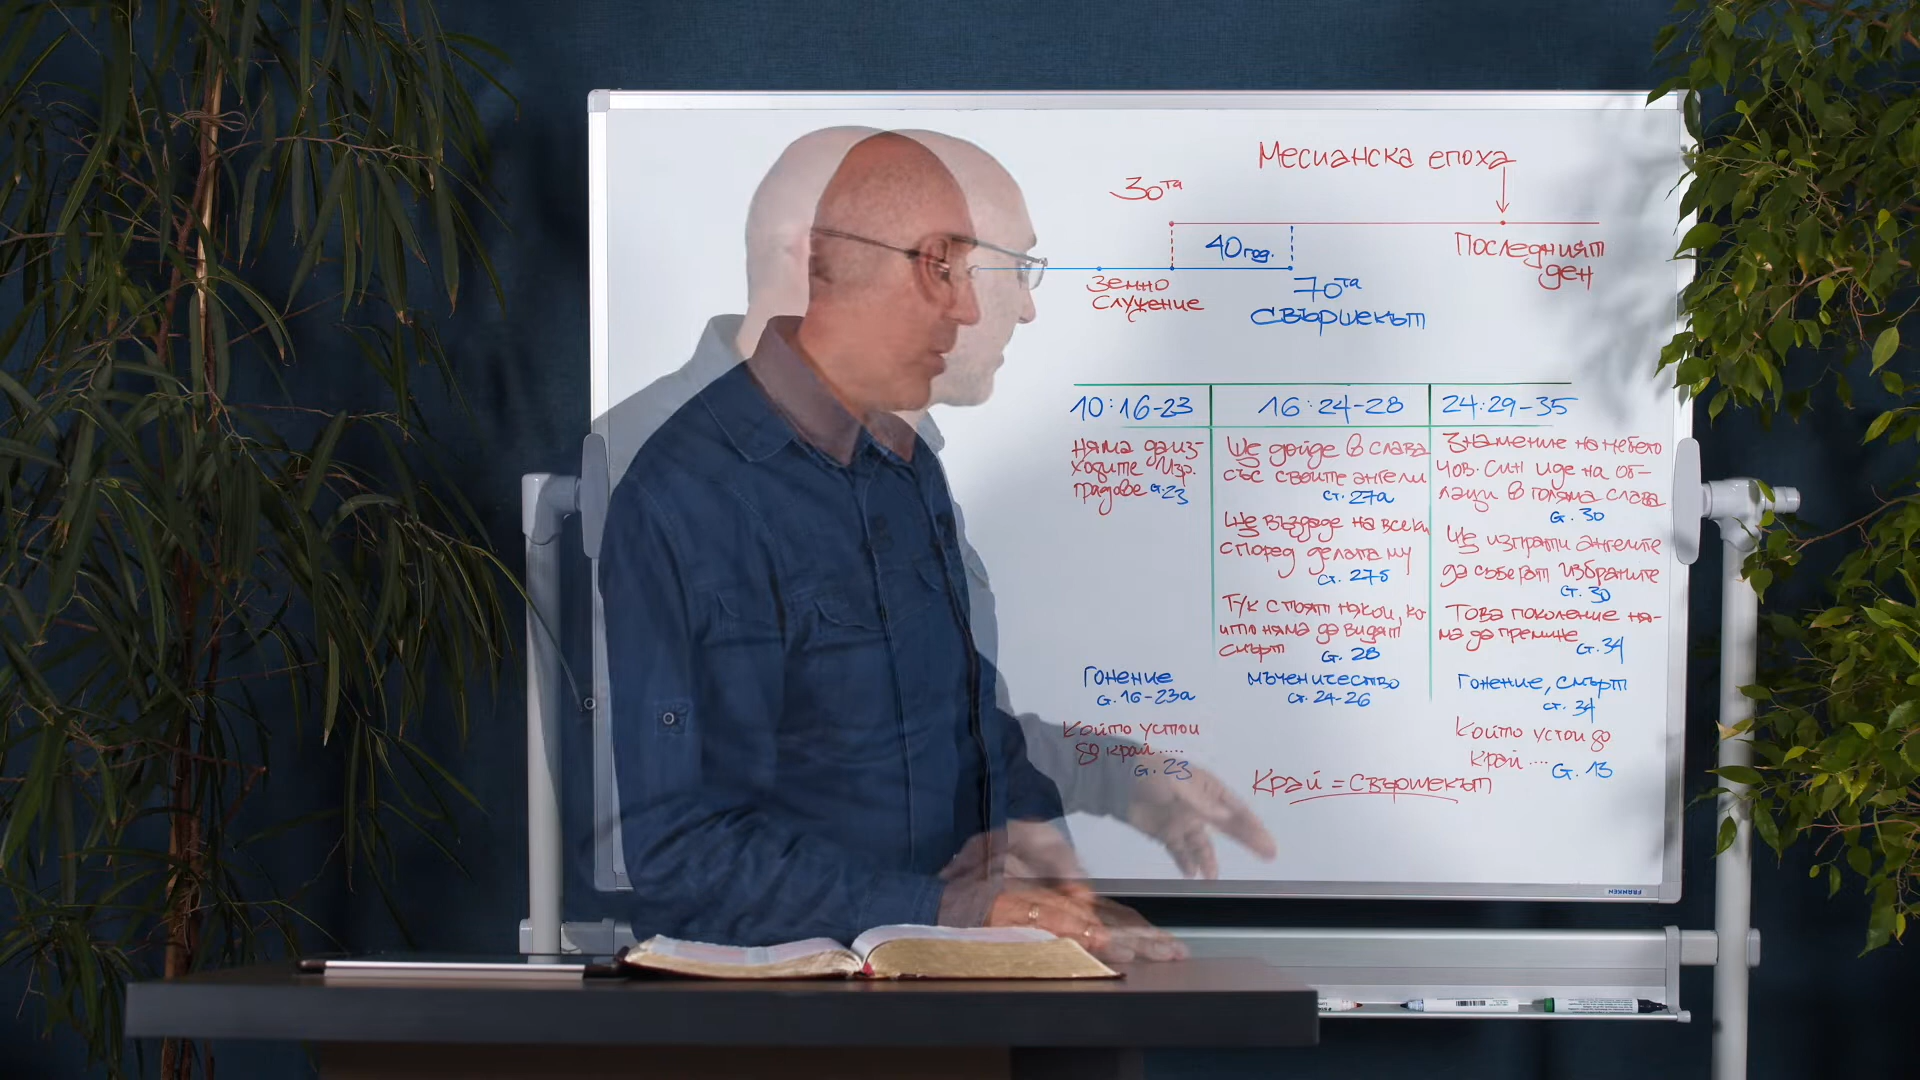 Месианска епоха
30та
40год.
Последният
ден
Земно
Служение
70та
Свършекът
10:16-23
16:24-28
24:29-35
Няма да из-
ходите Изр.
градове ст.23
Ще дойде в слава
със своите ангели
ст. 27а
Ще въздаде на всеки
според делата му
ст. 27б
Тук стоят някои, ко-
ито няма да видят
смърт
ст. 28
Знамение на небето
Чов. Син иде на об-
лаци в голяма слава
ст. 30
Ще изпрати ангелите
да съберат избраните
ст. 30
Това поколение ня-
ма да премине
ст. 34
Гонение
ст. 16-23а
Мъченичество
ст. 24-26
Гонение, смърт
ст. 34
Който устои
до край.....
ст. 23
Който устои до
край ....
ст. 13
Край = Свършекът
FRANKEN